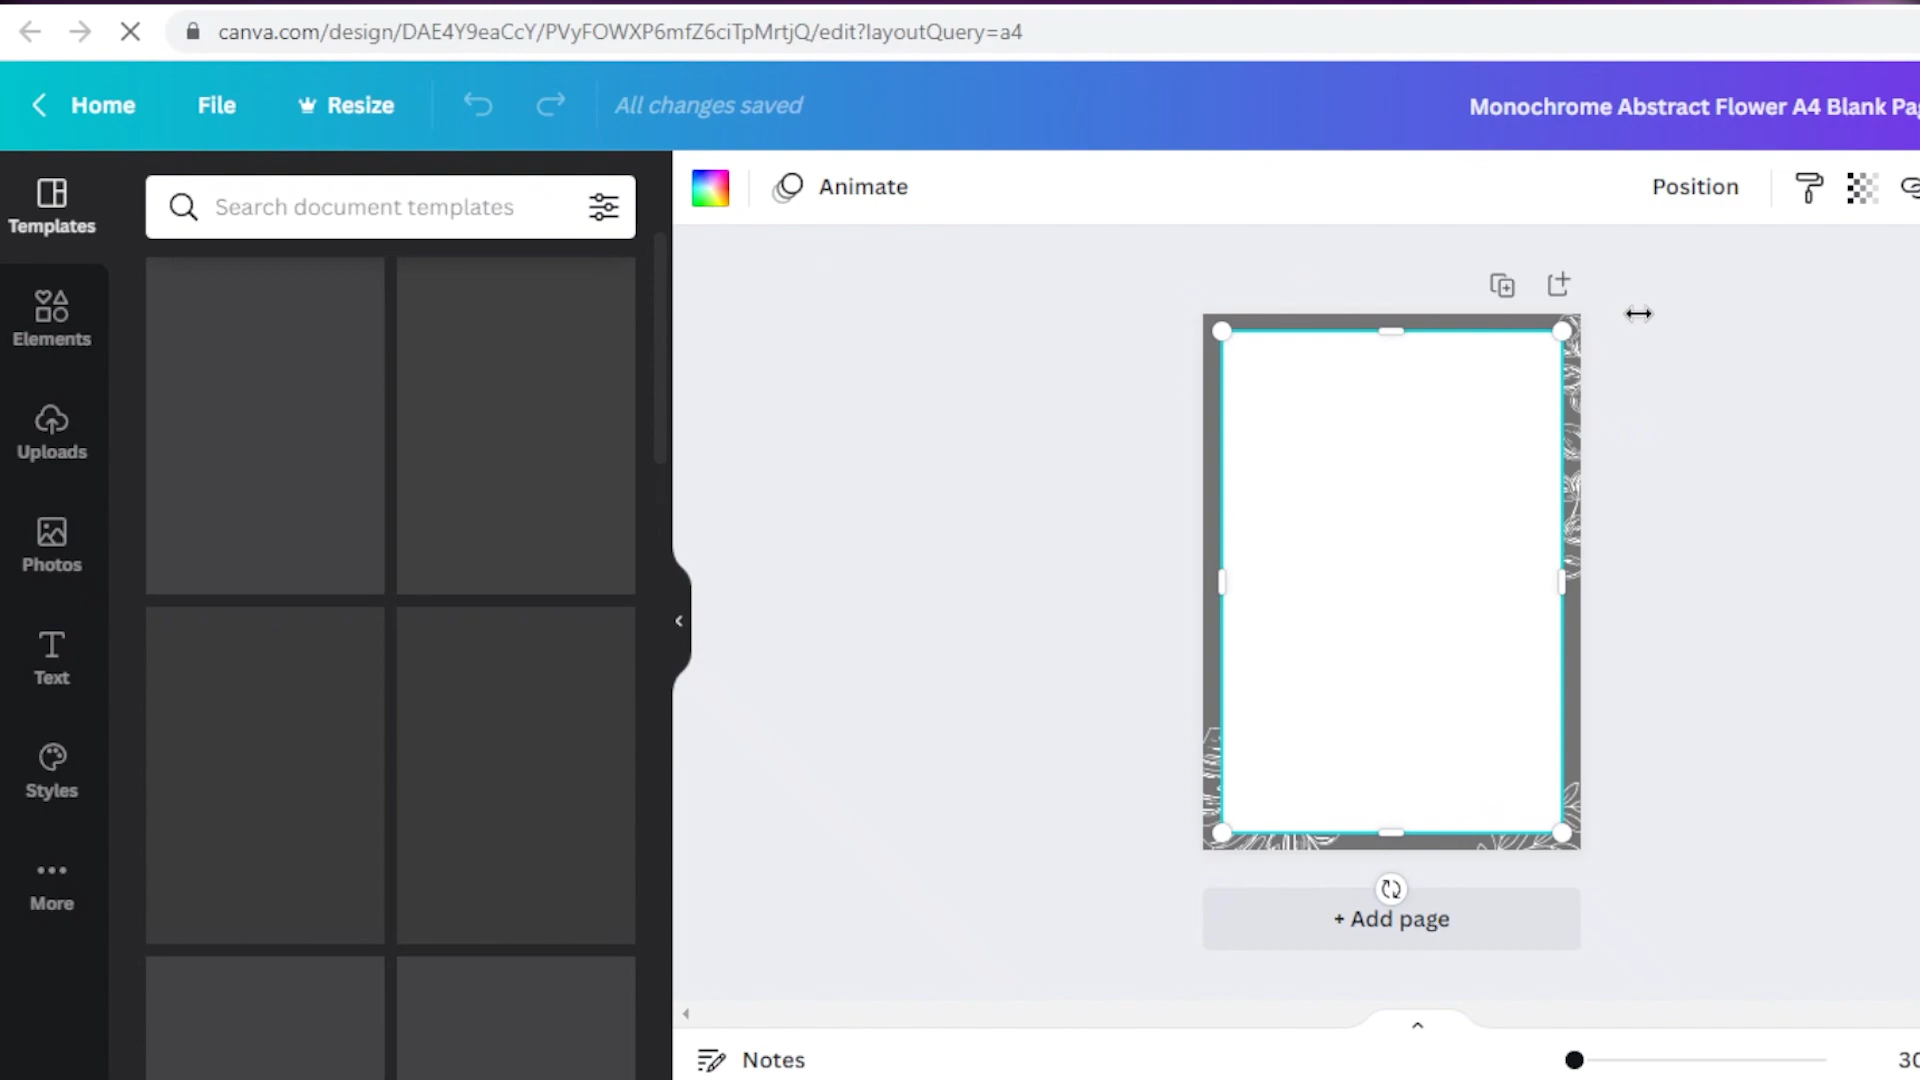 canva.com/design/DAE4Y9eaCcY/PVyFOWXP6mfZ6ciTpMrtjQ/edit?layoutQuery=a4
Home File Resize All changes saved Monochrome Abstract Flower A4 Blank Pag
Templates
Search document templates
Animate
Position
Elements
Uploads
Photos
Text
Styles
More
+ Add page
Notes
30